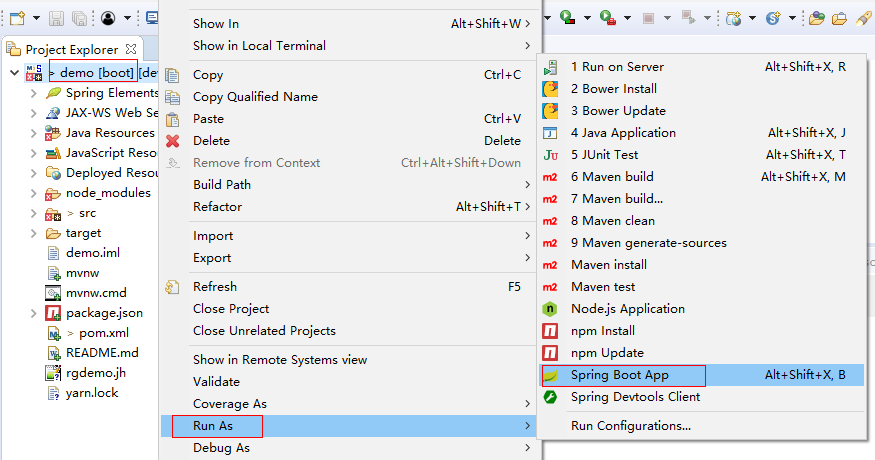 Project Explorer
> demo [boot] [de
Spring Elements
JAX-WS Web Se
Java Resources
JavaScript Reso
Deployed Resou
node_modules
> src
target
demo.iml
mvnw
mvnw.cmd
package.json
> pom.xml
README.md
rgdemo.jh
yarn.lock
Show In Alt+Shift+W >
Show in Local Terminal >
Copy Ctrl+C
Copy Qualified Name
Paste Ctrl+V
Delete Delete
Remove from Context Ctrl+Alt+Shift+Down
Build Path >
Refactor Alt+Shift+T >
Import >
Export >
Refresh F5
Close Project
Close Unrelated Projects
Show in Remote Systems view
Validate
Coverage As >
Run As >
Debug As >
1 Run on Server Alt+Shift+X, R
2 Bower Install
3 Bower Update
4 Java Application Alt+Shift+X, J
5 JUnit Test Alt+Shift+X, T
6 Maven build Alt+Shift+X, M
7 Maven build...
8 Maven clean
9 Maven generate-sources
Maven install
Maven test
Node.js Application
npm Install
npm Update
Spring Boot App Alt+Shift+X, B
Spring Devtools Client
Run Configurations...